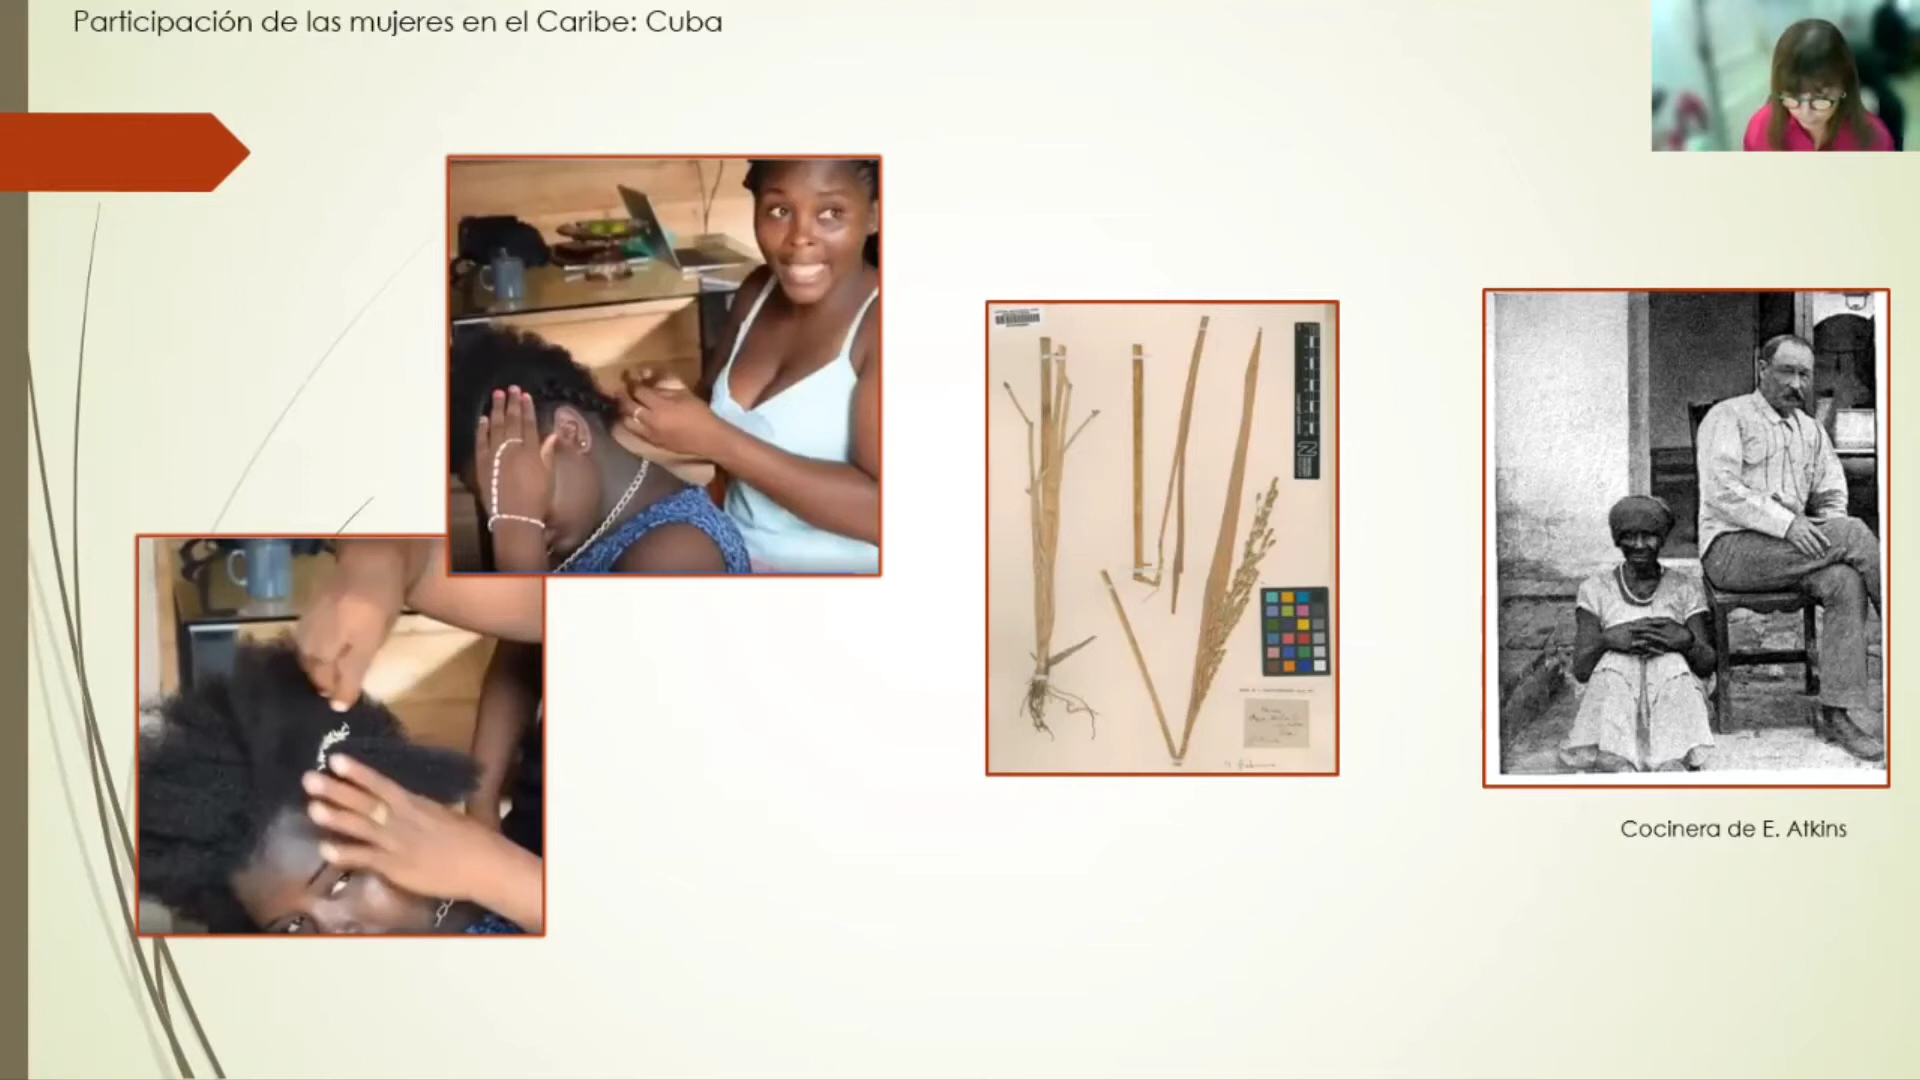 Participación de las mujeres en el Caribe: Cuba
Cocinera de E. Atkins